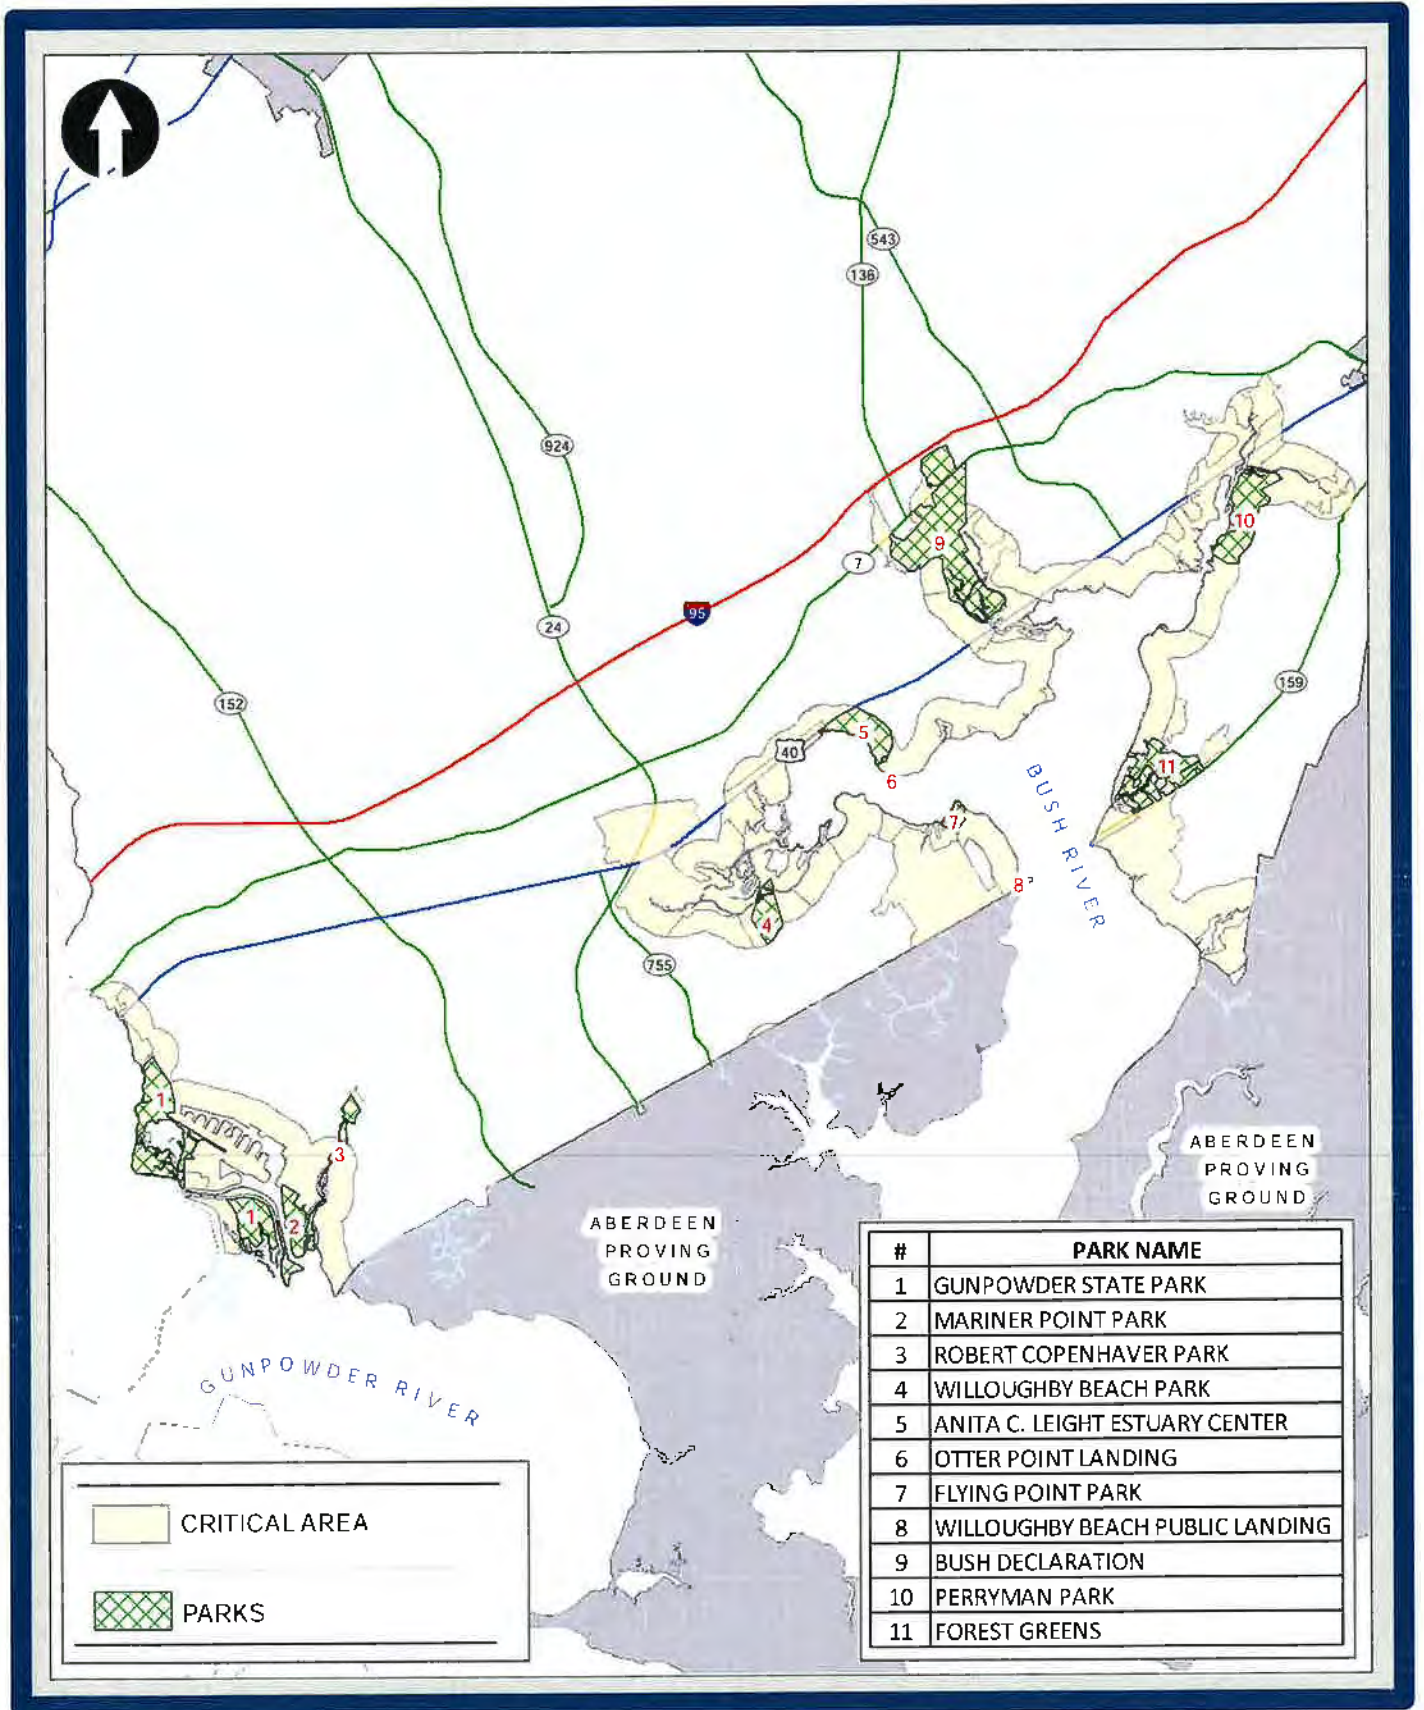 543
136
924
9
10
7
95
24
152
159
5
40
6
11
BUSH RIVER
7
8
4
755
1
3
1
2
ABERDEEN
PROVING
GROUND
ABERDEEN
PROVING
GROUND
GUNPOWDER RIVER
# PARK NAME
1 GUNPOWDER STATE PARK
2 MARINER POINT PARK
3 ROBERT COPENHAVER PARK
4 WILLOUGHBY BEACH PARK
5 ANITA C. LEIGHT ESTUARY CENTER
6 OTTER POINT LANDING
7 FLYING POINT PARK
8 WILLOUGHBY BEACH PUBLIC LANDING
9 BUSH DECLARATION
10 PERRYMAN PARK
11 FOREST GREENS
CRITICAL AREA
PARKS